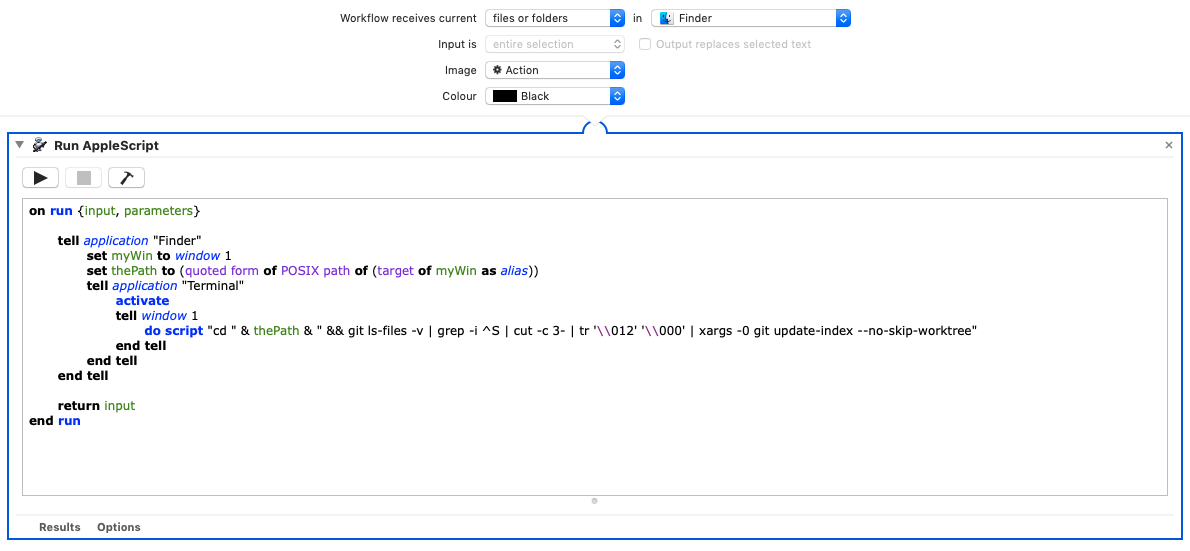 Workflow receives current files or folders in Finder
Input is entire selection Output replaces selected text
Image Action
Colour Black
Run AppleScript
on run {input, parameters}
tell application "Finder"
set myWin to window 1
set thePath to (quoted form of POSIX path of (target of myWin as alias))
tell application "Terminal"
activate
tell window 1
do script "cd " & thePath & " && git ls-files -v | grep -i ^S | cut -c 3- | tr '\\012' '\\000' | xargs -0 git update-index --no-skip-worktree"
end tell
end tell
end tell
return input
end run
Results Options